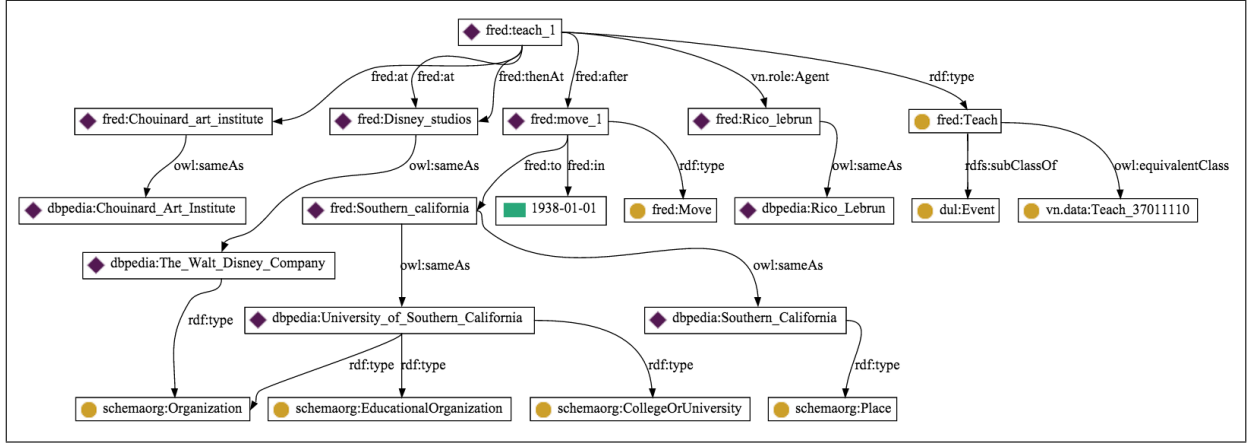 fred:teach_1
fred:at
fred:at
fred:thenAt
fred:after
vn.role:Agent
rdf:type
fred:Chouinard_art_institute
fred:Disney_studios
fred:move_1
fred:Rico_lebrun
fred:Teach
owl:sameAs
owl:sameAs
fred:to
fred:in
rdf:type
owl:sameAs
rdfs:subClassOf
owl:equivalentClass
dbpedia:Chouinard_Art_Institute
fred:Southern_california
1938-01-01
fred:Move
dbpedia:Rico_Lebrun
dul:Event
vn.data:Teach_37011110
dbpedia:The_Walt_Disney_Company
owl:sameAs
owl:sameAs
rdf:type
dbpedia:University_of_Southern_California
dbpedia:Southern_California
rdf:type
rdf:type
rdf:type
rdf:type
schemaorg:Organization
schemaorg:EducationalOrganization
schemaorg:CollegeOrUniversity
schemaorg:Place